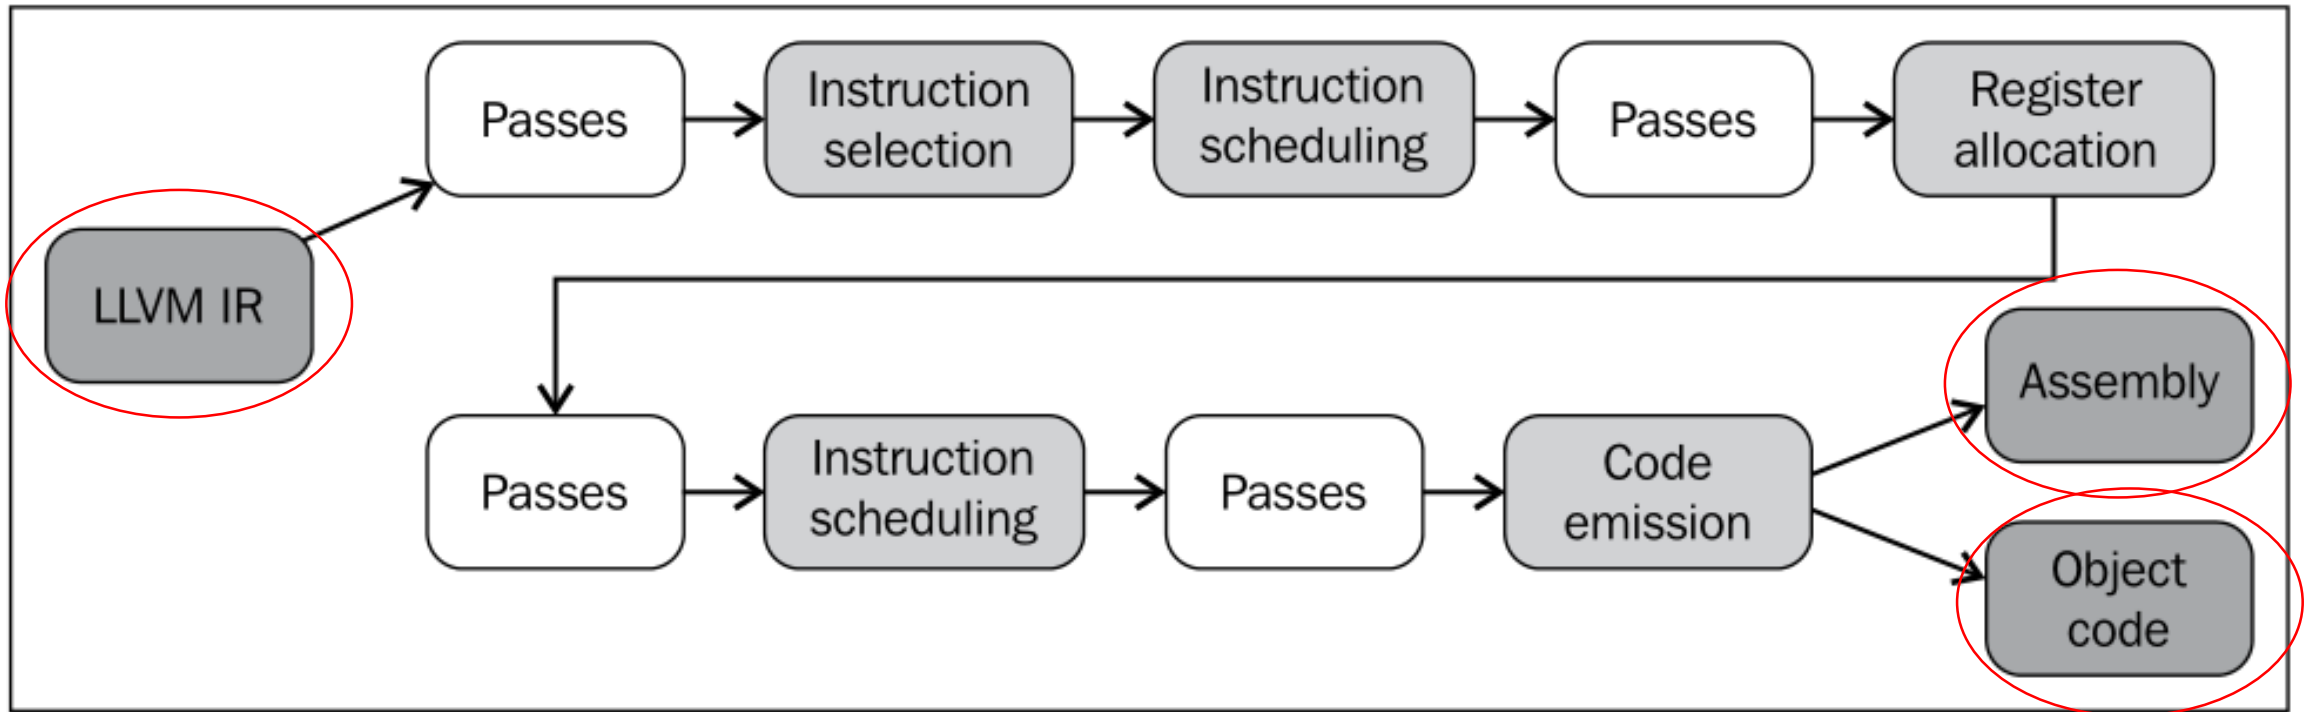 LLVM IR
Passes
Instruction
selection
Instruction
scheduling
Passes
Register
allocation
Passes
Instruction
scheduling
Passes
Code
emission
Assembly
Object
code